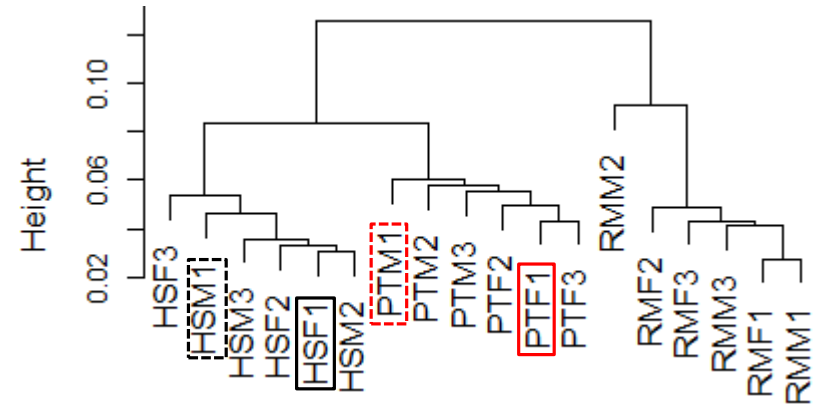 Height
0.10
0.06
0.02
HSF3
HSM1
HSM3
HSF2
HSF1
HSM2
PTM1
PTM2
PTM3
PTF2
PTF1
PTF3
RMM2
RMF2
RMF3
RMM3
RMF1
RMM1